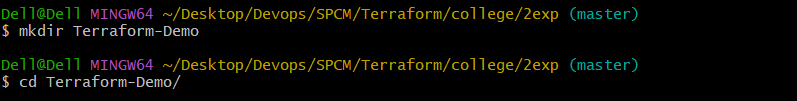 Dell@Dell MINGW64 ~/Desktop/Devops/SPCM/Terraform/college/2exp (master)
$ mkdir Terraform-Demo
Dell@Dell MINGW64 ~/Desktop/Devops/SPCM/Terraform/college/2exp (master)
$ cd Terraform-Demo/